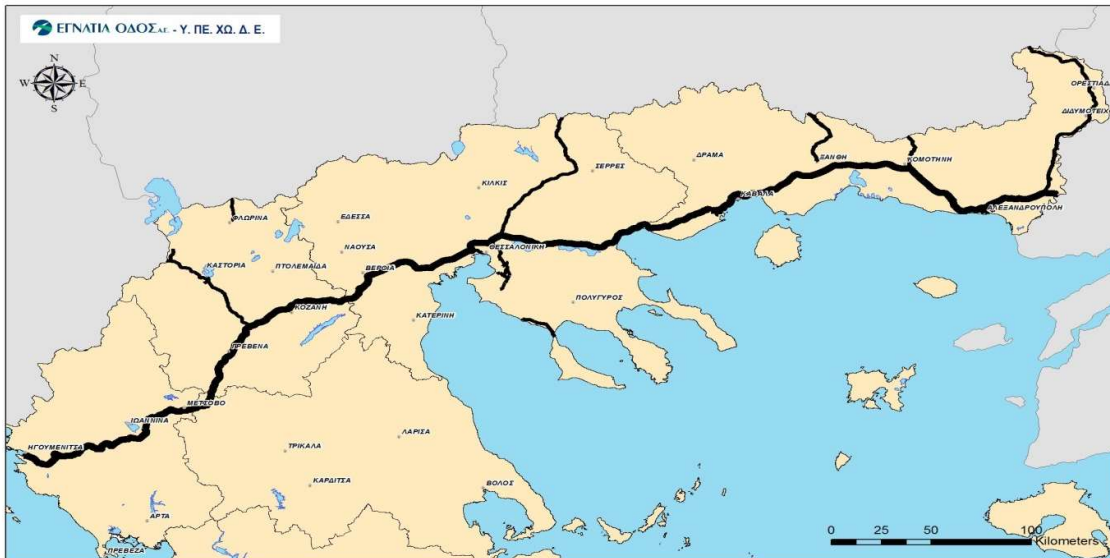 ΕΓΝΑΤΙΑ ΟΔΟΣ Α.Ε. - Υ. ΠΕ. ΧΩ. Δ. Ε.
N
W E
S
ΟΡΕΣΤΙΑΔ
ΔΙΔΥΜΟΤΕΙΧ
ΞΑΝΘΗ
ΚΟΜΟΤΗΝΗ
ΔΡΑΜΑ
ΣΕΡΡΕΣ
ΚΙΛΚΙΣ
ΚΑΒΑΛΑ
ΑΛΕΞΑΝΔΡΟΥΠΟΛΗ
ΦΛΩΡΙΝΑ
ΕΔΕΣΣΑ
ΝΑΟΥΣΑ
ΘΕΣΣΑΛΟΝΙΚΗ
ΚΑΣΤΟΡΙΑ
ΠΤΟΛΕΜΑΙΔΑ
ΒΕΡΟΙΑ
ΠΟΛΥΓΥΡΟΣ
ΚΟΖΑΝΗ
ΚΑΤΕΡΙΝΗ
ΓΡΕΒΕΝΑ
ΜΕΤΣΟΒΟ
ΙΩΑΝΝΙΝΑ
ΗΓΟΥΜΕΝΙΤΣΑ
ΛΑΡΙΣΑ
ΤΡΙΚΑΛΑ
ΚΑΡΔΙΤΣΑ
ΒΟΛΟΣ
ΑΡΤΑ
ΠΡΕΒΕΖΑ
0 25 50 100
Kilometers